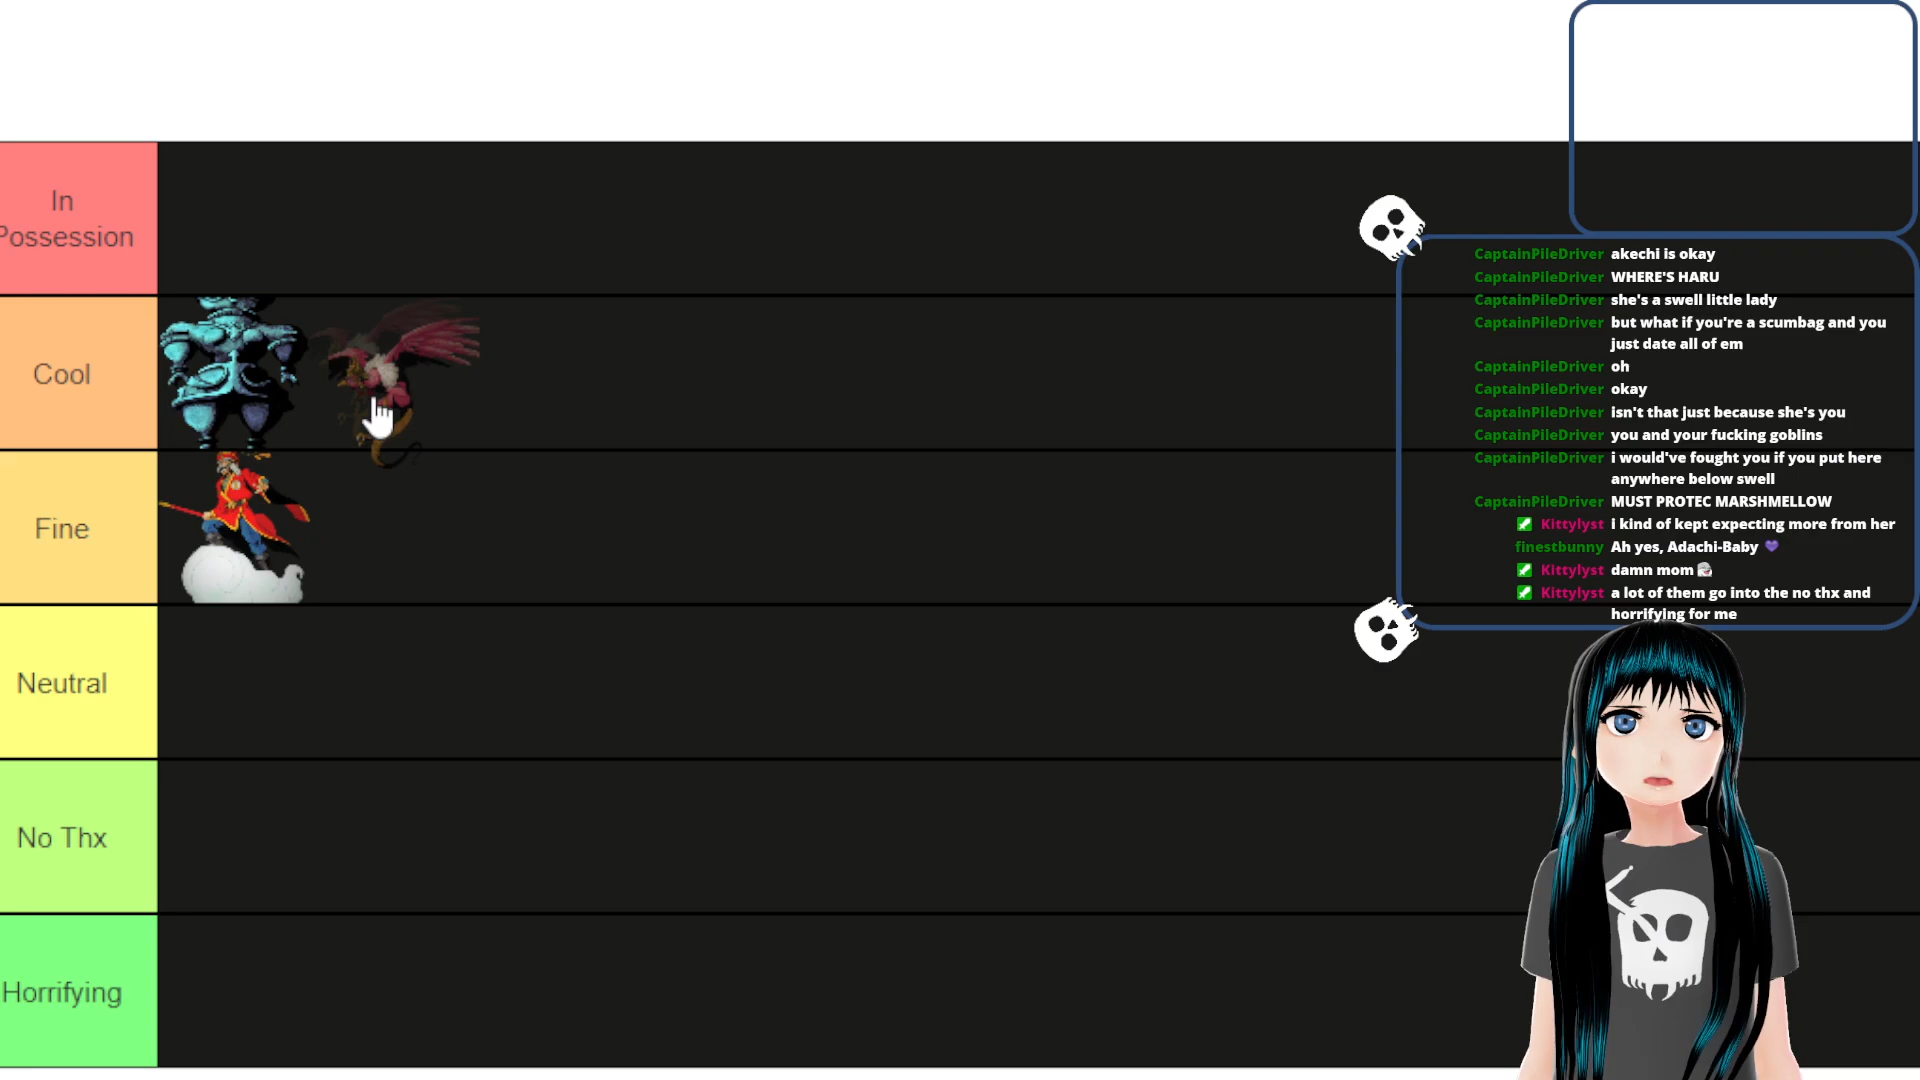 In
Possession
Cool
Fine
Neutral
No Thx
Horrifying
CaptainPileDriver akechi is okay
CaptainPileDriver WHERE'S HARU
CaptainPileDriver she's a swell little lady
CaptainPileDriver but what if you're a scumbag and you
just date all of em
CaptainPileDriver oh
CaptainPileDriver okay
CaptainPileDriver isn't that just because she's you
CaptainPileDriver you and your fucking goblins
CaptainPileDriver i would've fought you if you put here
anywhere below swell
CaptainPileDriver MUST PROTEC MARSHMELLOW
Kittylyst i kind of kept expecting more from her
finestbunny Ah yes, Adachi-Baby 💜
Kittylyst damn mom
Kittylyst a lot of them go into the no thx and
horrifying for me